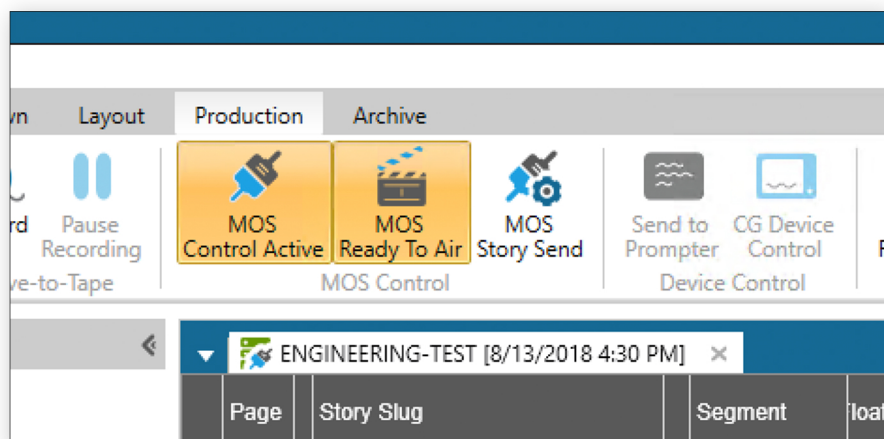 Layout Production Archive
Pause Recording
MOS Control Active
MOS Ready To Air
MOS Story Send
Send to Prompter
CG Device Control
MOS Control
Device Control
ENGINEERING-TEST [8/13/2018 4:30 PM]
Page Story Slug Segment